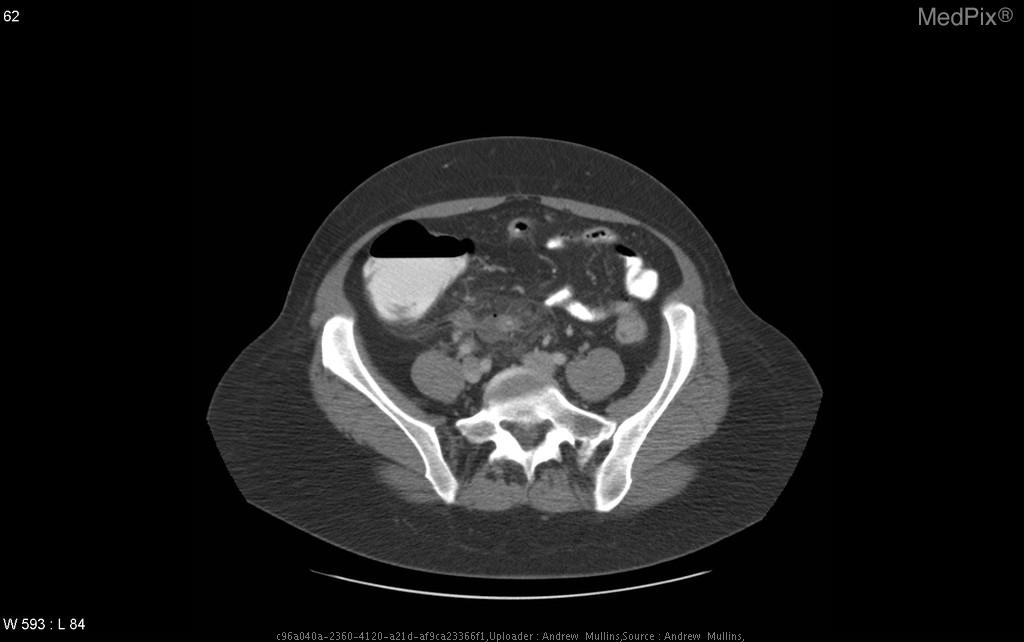 62
MedPix®
W 593 : L 84
c96a040a-2360-4120-a21d-af9ca23366f1,Uploader : Andrew Mullins,Source : Andrew Mullins,